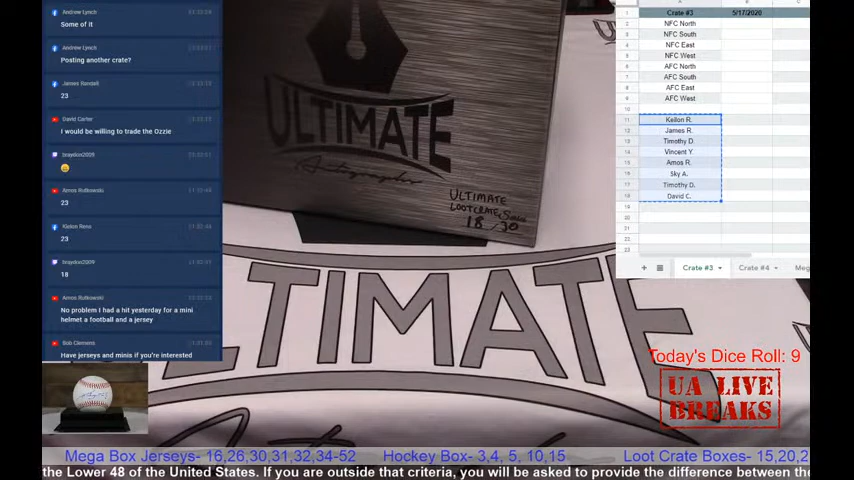 Andrew Lynch
Some of it
Andrew Lynch
Posting another crate?
James Randall
23
David Carter
I would be willing to trade the Ozzie
braydon2009
Amos Rutkowski
23
Keilon Reno
23
braydon2009
18
Amos Rutkowski
No problem I had a hit yesterday for a mini
helmet a football and a jersey
Bob Clemens
Have jerseys and minis if you're interested
ULTIMATE
Autographs
ULTIMATE
LOOTCRATE Series
18/30
ULTIMATE
Crate #3 5/17/2020
NFC North
NFC South
NFC East
NFC West
AFC North
AFC South
AFC East
AFC West
Keilon R.
James R.
Timothy D.
Vincent Y.
Amos R.
Sky A.
Timothy D.
David C.
Crate #3 Crate #4 Meg
Today's Dice Roll: 9
UA LIVE
BREAKS
Mega Box Jerseys- 16,26,30,31,32,34-52 Hockey Box- 3,4, 5, 10,15 Loot Crate Boxes- 15,20,2
the Lower 48 of the United States. If you are outside that criteria, you will be asked to provide the difference between the